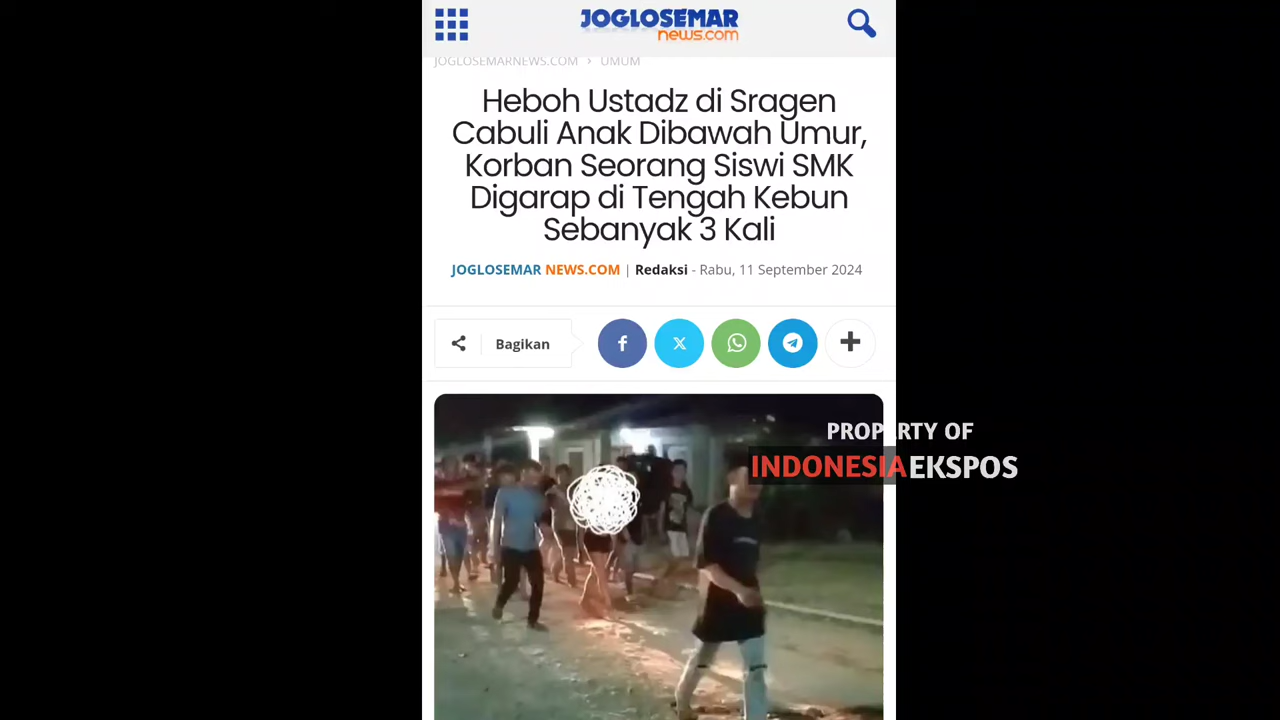 JOGLOSEMAR
news.com
JOGLOSEMARNEWS.COM › UMUM
Heboh Ustadz di Sragen
Cabuli Anak Dibawah Umur,
Korban Seorang Siswi SMK
Digarap di Tengah Kebun
Sebanyak 3 Kali
JOGLOSEMAR NEWS.COM | Redaksi - Rabu, 11 September 2024
Bagikan
PROPERTY OF
INDONESIAEKSPOS